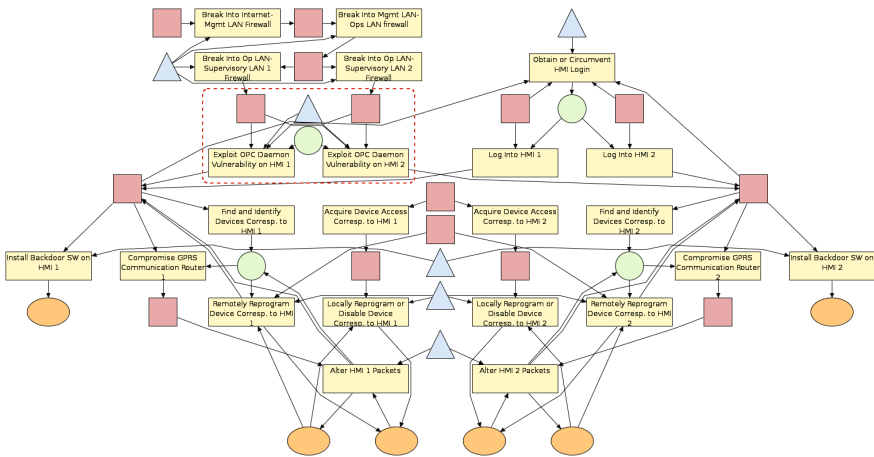 Break Into Internet-
Mgmt LAN Firewall
Break Into Mgmt LAN-
Ops LAN firewall
Break Into Op LAN-
Supervisory LAN 1
Firewall
Break Into Op LAN-
Supervisory LAN 2
Firewall
Obtain or Circumvent
HMI Login
Exploit OPC Daemon
Vulnerability on HMI 1
Exploit OPC Daemon
Vulnerability on HMI 2
Log Into HMI 1
Log Into HMI 2
Find and Identify
Devices Corresp. to
HMI 1
Acquire Device Access
Corresp. to HMI 1
Acquire Device Access
Corresp. to HMI 2
Find and Identify
Devices Corresp. to
HMI 2
Install Backdoor SW on
HMI 1
Compromise GPRS
Communication Router
1
Compromise GPRS
Communication Router
2
Install Backdoor SW on
HMI 2
Remotely Reprogram
Device Corresp. to HMI
1
Locally Reprogram or
Disable Device
Corresp. to HMI 1
Locally Reprogram or
Disable Device
Corresp. to HMI 2
Remotely Reprogram
Device Corresp. to HMI
2
Alter HMI 1 Packets
Alter HMI 2 Packets